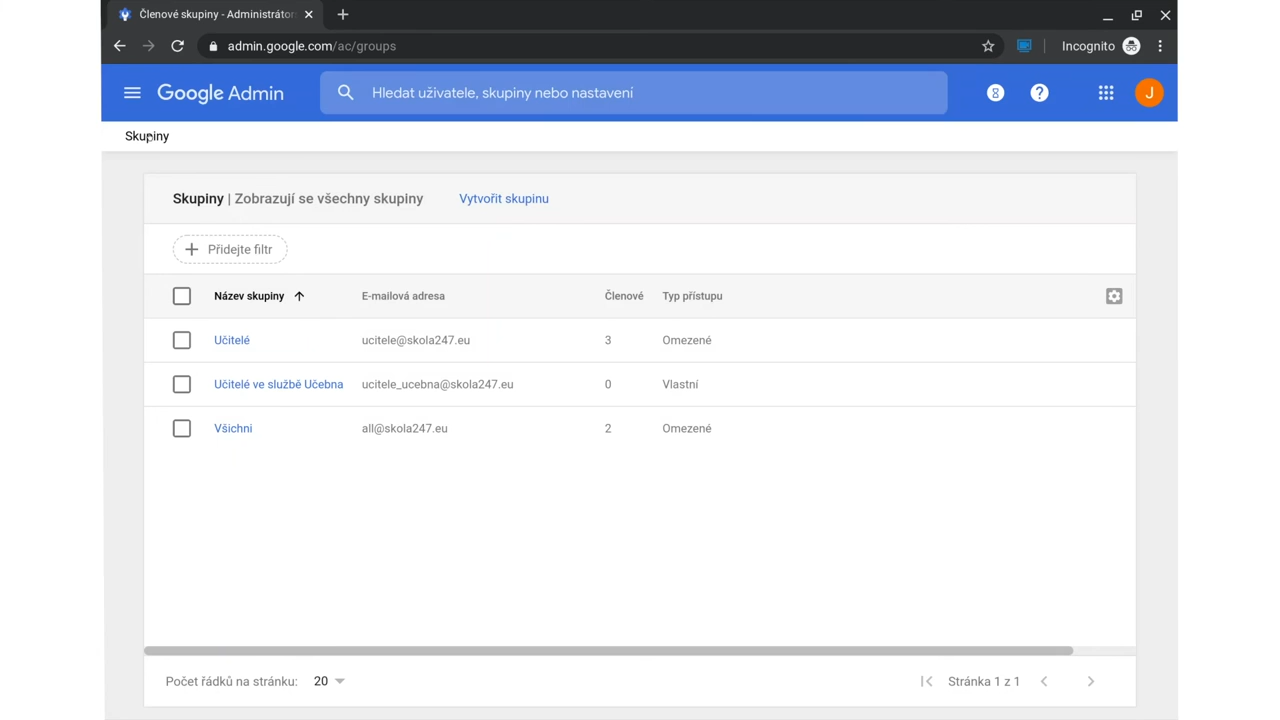 Členové skupiny - Administrátor
admin.google.com/ac/groups
Incognito
Google Admin
Hledat uživatele, skupiny nebo nastavení
J
Skupiny
Skupiny | Zobrazují se všechny skupiny
Vytvořit skupinu
Přidejte filtr
Název skupiny E-mailová adresa Členové Typ přístupu
Učitelé ucitele@skola247.eu 3 Omezené
Učitelé ve službě Učebna ucitele_ucebna@skola247.eu 0 Vlastní
Všichni all@skola247.eu 2 Omezené
Počet řádků na stránku: 20
Stránka 1 z 1